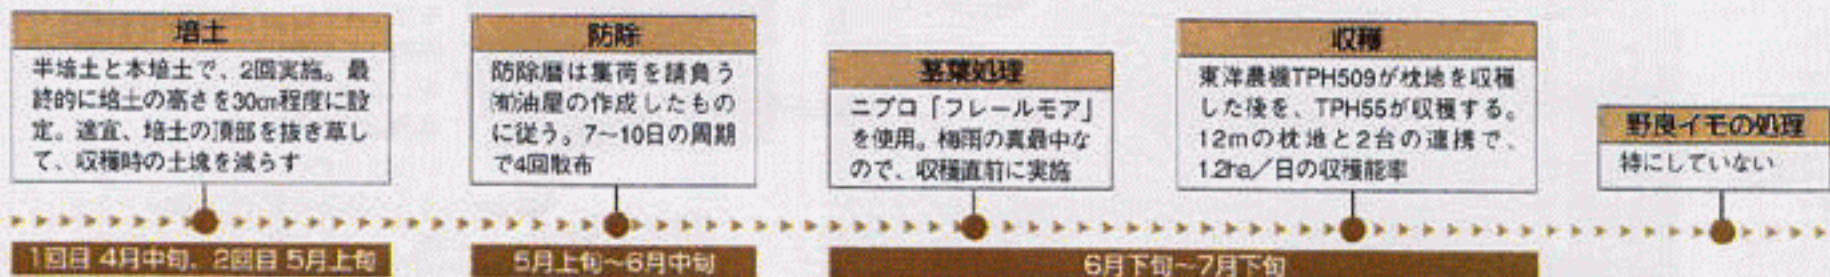 培土
半培土と本培土で、2回実施。最
終的に培土の高さを30cm程度に設
定。適宜、培土の頂部を抜き草し
て、収穫時の土塊を減らす
1回目 4月中旬、2回目 5月上旬
防除
防除暦は集荷を請負う
㈲油屋の作成したもの
に従う。7〜10日の周期
で4回散布
5月上旬〜6月中旬
茎葉処理
ニプロ「フレールモア」
を使用。梅雨の真最中な
ので、収穫直前に実施
収穫
東洋農機TPH509が枕地を収穫
した後を、TPH55が収穫する。
12mの枕地と2台の連携で、
1.2ha／日の収穫能率
6月下旬〜7月下旬
野良イモの処理
特にしていない